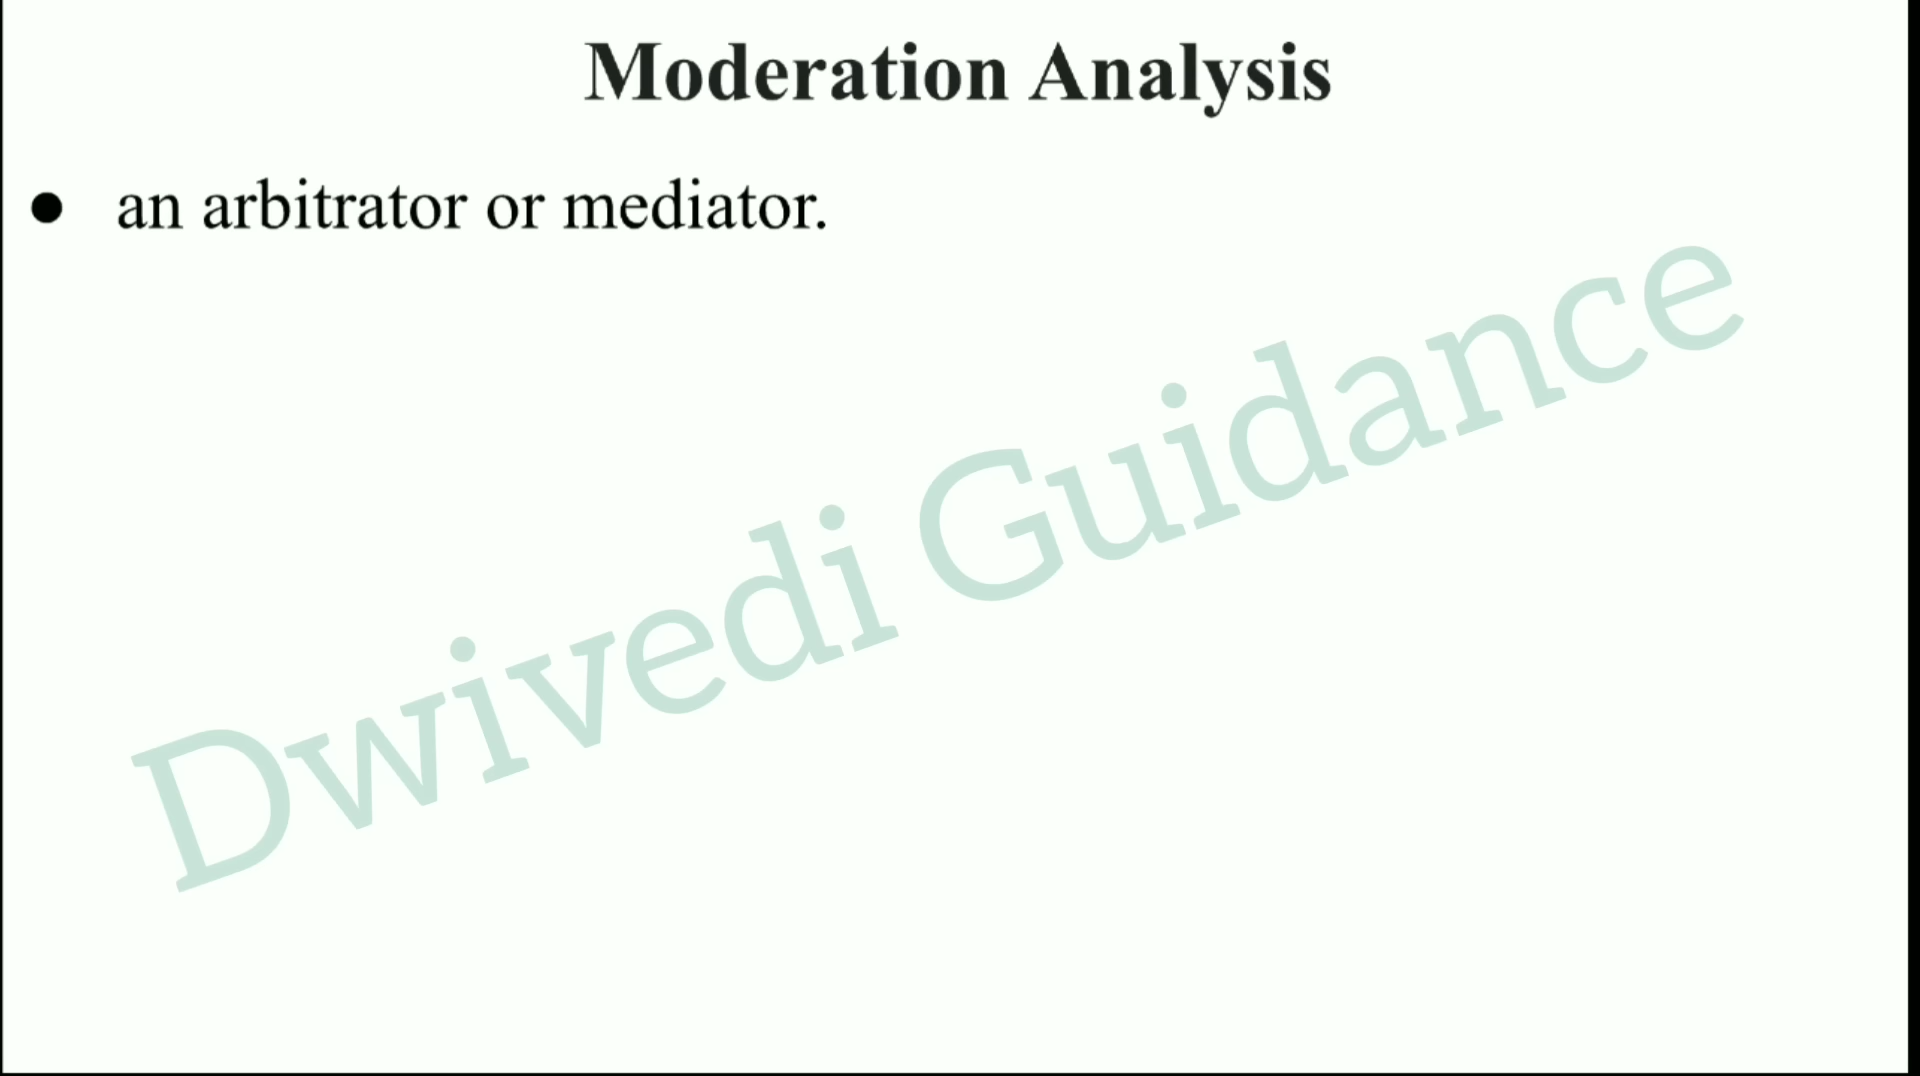 Moderation Analysis
● an arbitrator or mediator.
Dwivedi Guidance